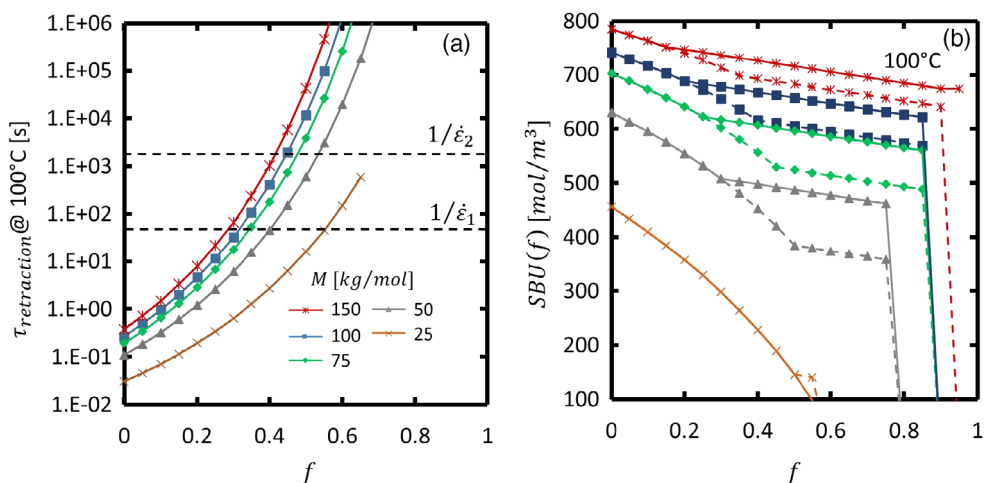 (a)
τ_retraction @ 100°C [s]
1.E+06
1.E+05
1.E+04
1.E+03
1.E+02
1.E+01
1.E+00
1.E-01
1.E-02
1/ε̇₂
1/ε̇₁
M [kg/mol]
150 50
100 25
75
0 0.2 0.4 0.6 0.8 1
f
(b)
100°C
SBU(f) [mol/m³]
800
700
600
500
400
300
200
100
0 0.2 0.4 0.6 0.8 1
f